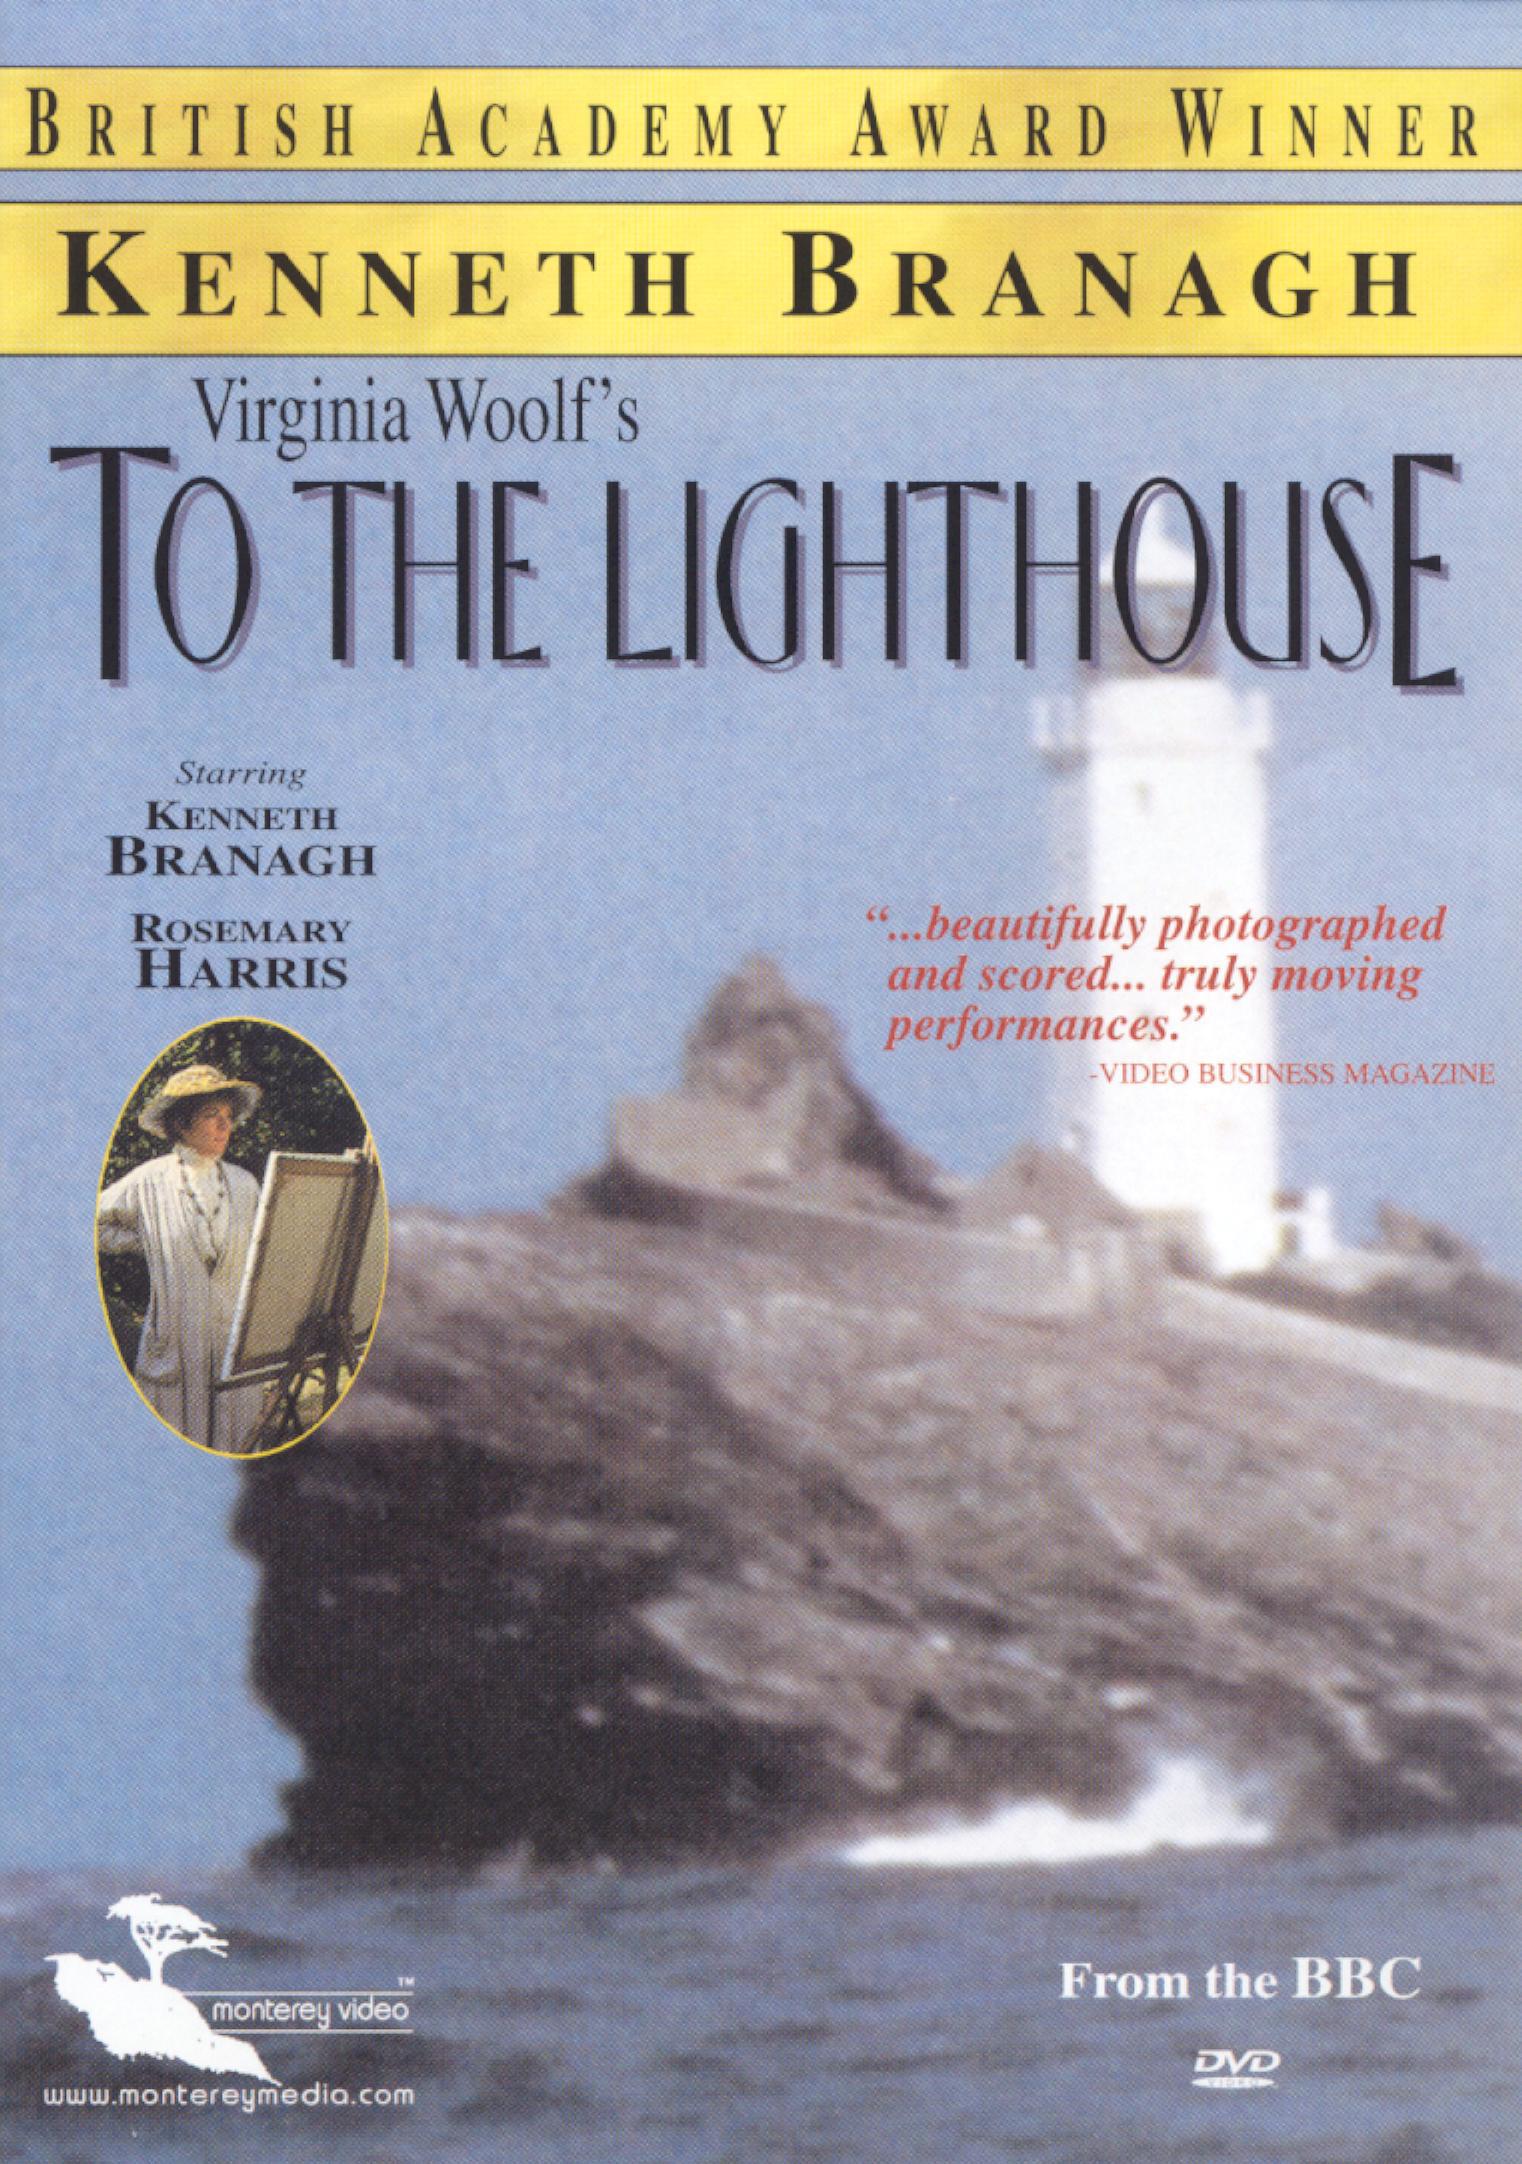 BRITISH ACADEMY AWARD WINNER
KENNETH BRANAGH
Virginia Woolf's
TO THE LIGHTHOUSE
Starring
KENNETH
BRANAGH
ROSEMARY
HARRIS
“...beautifully photographed
and scored... truly moving
performances.”
-VIDEO BUSINESS MAGAZINE
From the BBC
DVD
VIDEO
monterey video™
www.montereymedia.com